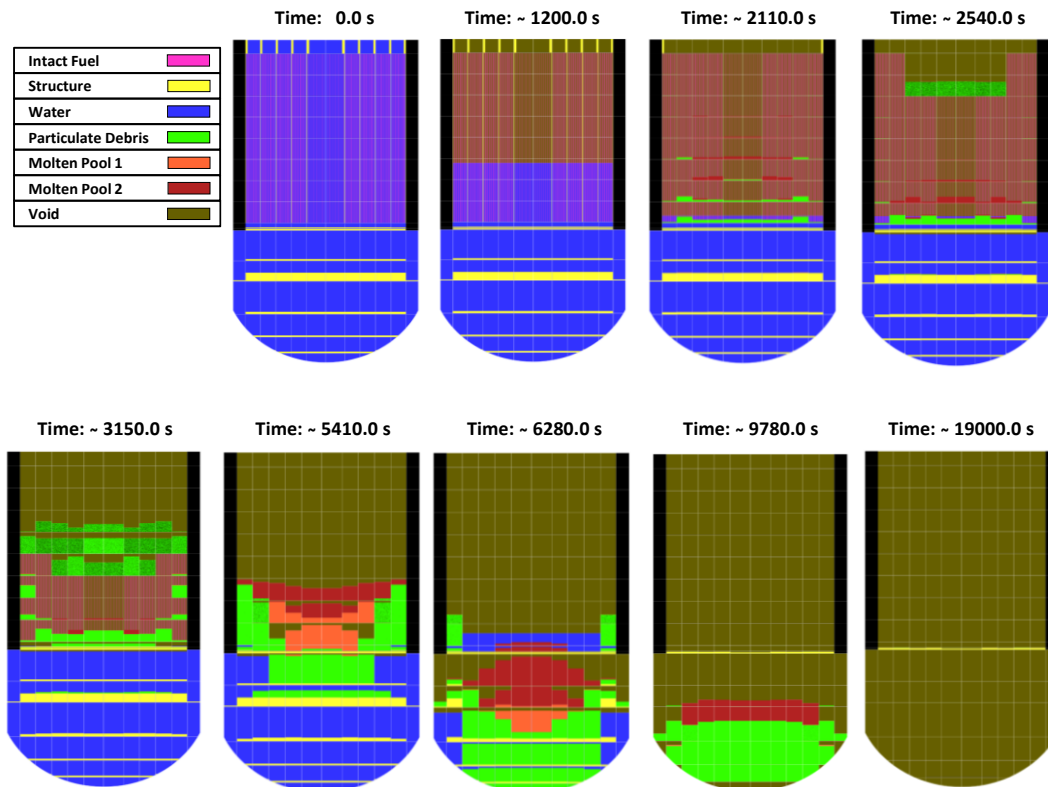 Time: 0.0 s
Time: ~ 1200.0 s
Time: ~ 2110.0 s
Time: ~ 2540.0 s
Intact Fuel
Structure
Water
Particulate Debris
Molten Pool 1
Molten Pool 2
Void
Time: ~ 3150.0 s
Time: ~ 5410.0 s
Time: ~ 6280.0 s
Time: ~ 9780.0 s
Time: ~ 19000.0 s